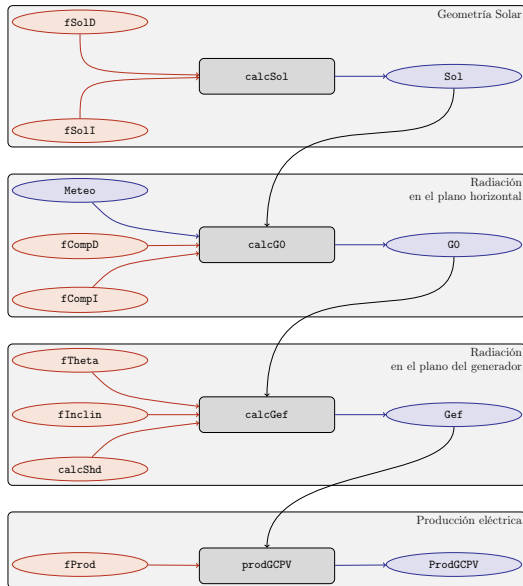 Geometría Solar
fSolD
calcSol
Sol
fSolI
Radiación
en el plano horizontal
Meteo
fCompD
calcG0
G0
fCompI
Radiación
en el plano del generador
fTheta
fInclin
calcGef
Gef
calcShd
Producción eléctrica
fProd
prodGCPV
ProdGCPV